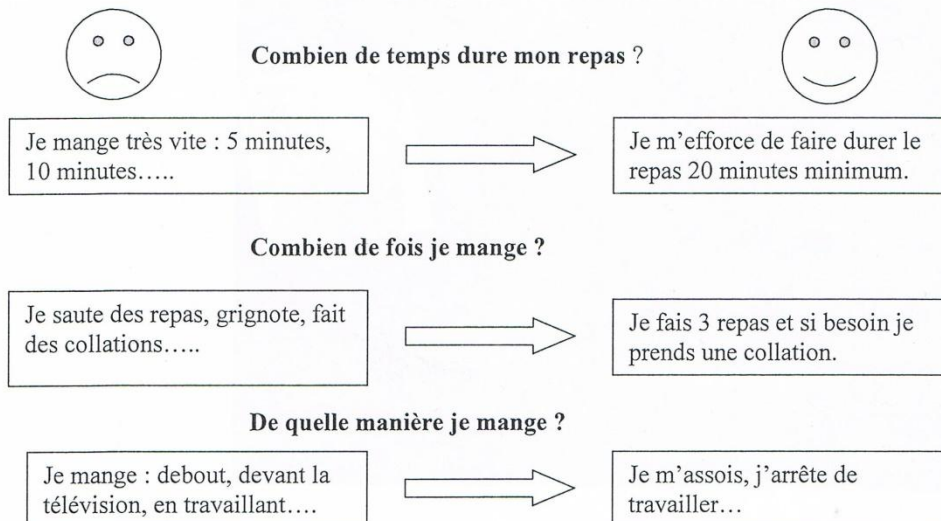 Combien de temps dure mon repas ?
Je mange très vite : 5 minutes,
10 minutes…..
Je m’efforce de faire durer le
repas 20 minutes minimum.
Combien de fois je mange ?
Je saute des repas, grignote, fait
des collations…..
Je fais 3 repas et si besoin je
prends une collation.
De quelle manière je mange ?
Je mange : debout, devant la
télévision, en travaillant….
Je m’assois, j’arrête de
travailler…